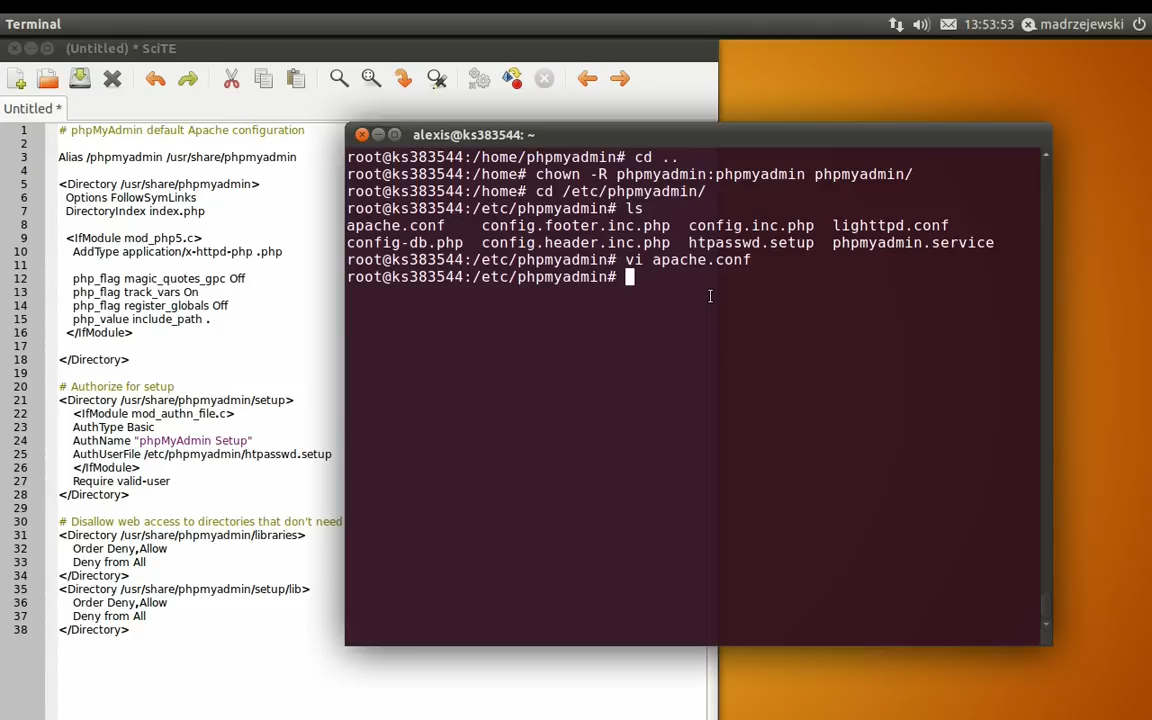 Terminal
13:53:53
madrzejewski
(Untitled) * SciTE
Untitled *
1 # phpMyAdmin default Apache configuration
2
3 Alias /phpmyadmin /usr/share/phpmyadmin
4
5 <Directory /usr/share/phpmyadmin>
6 Options FollowSymLinks
7 DirectoryIndex index.php
8
9 <IfModule mod_php5.c>
10 AddType application/x-httpd-php .php
11
12 php_flag magic_quotes_gpc Off
13 php_flag track_vars On
14 php_flag register_globals Off
15 php_value include_path .
16 </IfModule>
17
18 </Directory>
19
20 # Authorize for setup
21 <Directory /usr/share/phpmyadmin/setup>
22 <IfModule mod_authn_file.c>
23 AuthType Basic
24 AuthName "phpMyAdmin Setup"
25 AuthUserFile /etc/phpmyadmin/htpasswd.setup
26 </IfModule>
27 Require valid-user
28 </Directory>
29
30 # Disallow web access to directories that don't need
31 <Directory /usr/share/phpmyadmin/libraries>
32 Order Deny,Allow
33 Deny from All
34 </Directory>
35 <Directory /usr/share/phpmyadmin/setup/lib>
36 Order Deny,Allow
37 Deny from All
38 </Directory>
alexis@ks383544: ~
root@ks383544:/home/phpmyadmin# cd ..
root@ks383544:/home# chown -R phpmyadmin:phpmyadmin phpmyadmin/
root@ks383544:/home# cd /etc/phpmyadmin/
root@ks383544:/etc/phpmyadmin# ls
apache.conf config.footer.inc.php config.inc.php lighttpd.conf
config-db.php config.header.inc.php htpasswd.setup phpmyadmin.service
root@ks383544:/etc/phpmyadmin# vi apache.conf
root@ks383544:/etc/phpmyadmin#